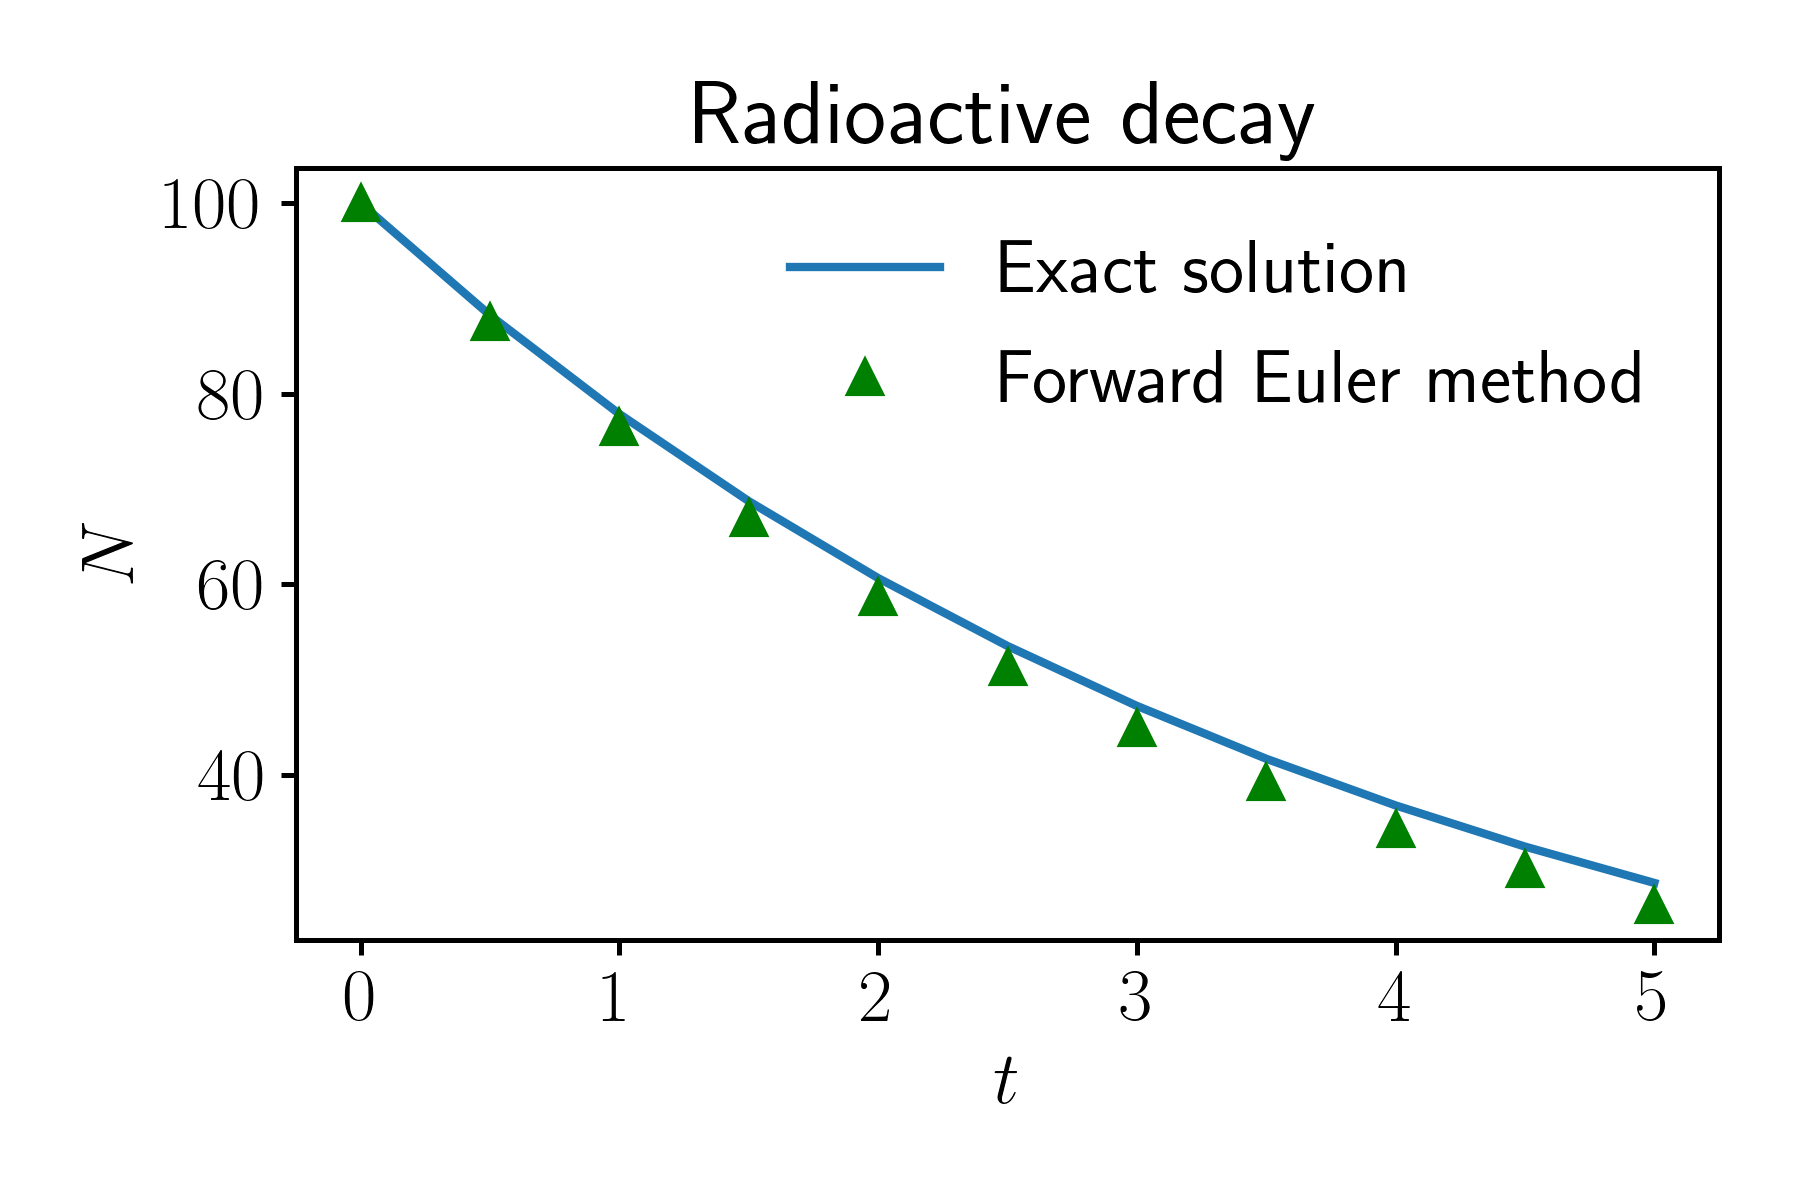 Radioactive decay
100
80
60
40
N
Exact solution
Forward Euler method
0 1 2 3 4 5
t